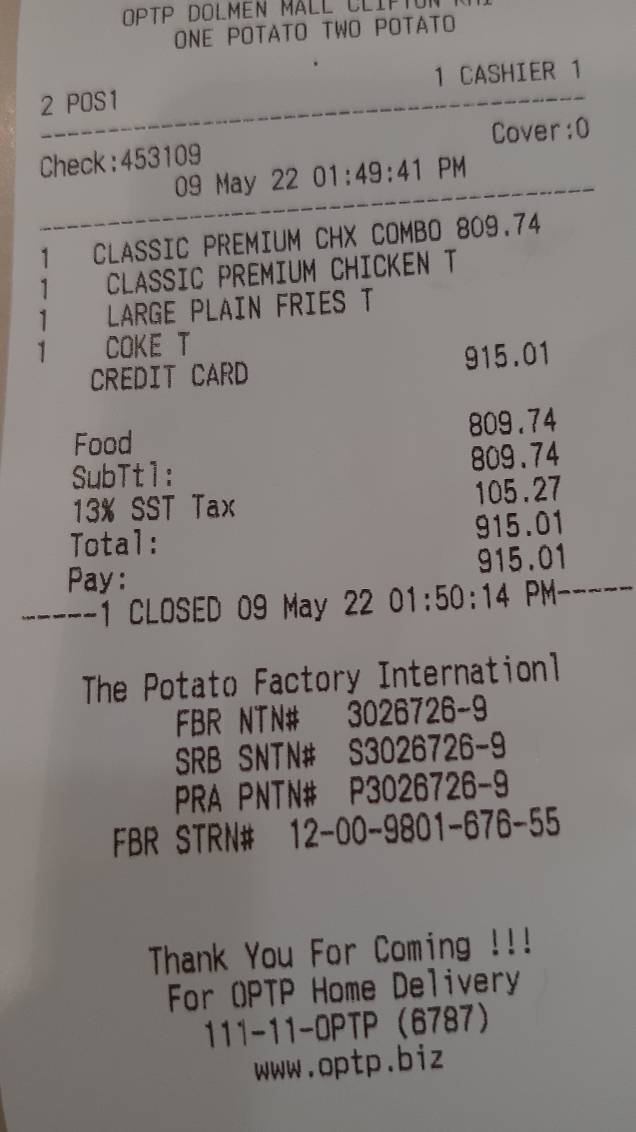 OPTP DOLMEN MALL CLIFTON KHI
ONE POTATO TWO POTATO
2 POS1 1 CASHIER 1
--------------------------------
Check:453109 Cover:0
09 May 22 01:49:41 PM
--------------------------------
1 CLASSIC PREMIUM CHX COMBO 809.74
1 CLASSIC PREMIUM CHICKEN T
1 LARGE PLAIN FRIES T
1 COKE T
CREDIT CARD 915.01
Food 809.74
SubTtl: 809.74
13% SST Tax 105.27
Total: 915.01
Pay: 915.01
-----1 CLOSED 09 May 22 01:50:14 PM-----
The Potato Factory Internationl
FBR NTN# 3026726-9
SRB SNTN# S3026726-9
PRA PNTN# P3026726-9
FBR STRN# 12-00-9801-676-55
Thank You For Coming !!!
For OPTP Home Delivery
111-11-OPTP (6787)
www.optp.biz